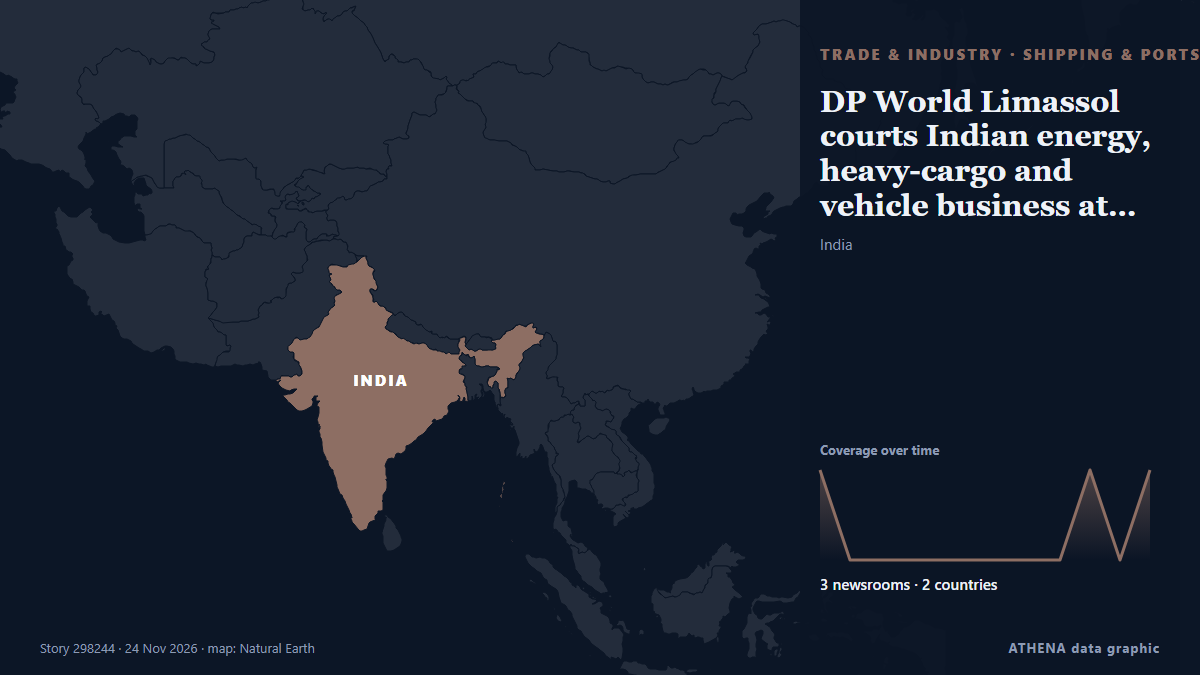 TRADE & INDUSTRY · SHIPPING & PORTS
DP World Limassol
courts Indian energy,
heavy-cargo and
vehicle business at...
India
INDIA
Coverage over time
3 newsrooms · 2 countries
Story 298244 · 24 Nov 2026 · map: Natural Earth
ATHENA data graphic